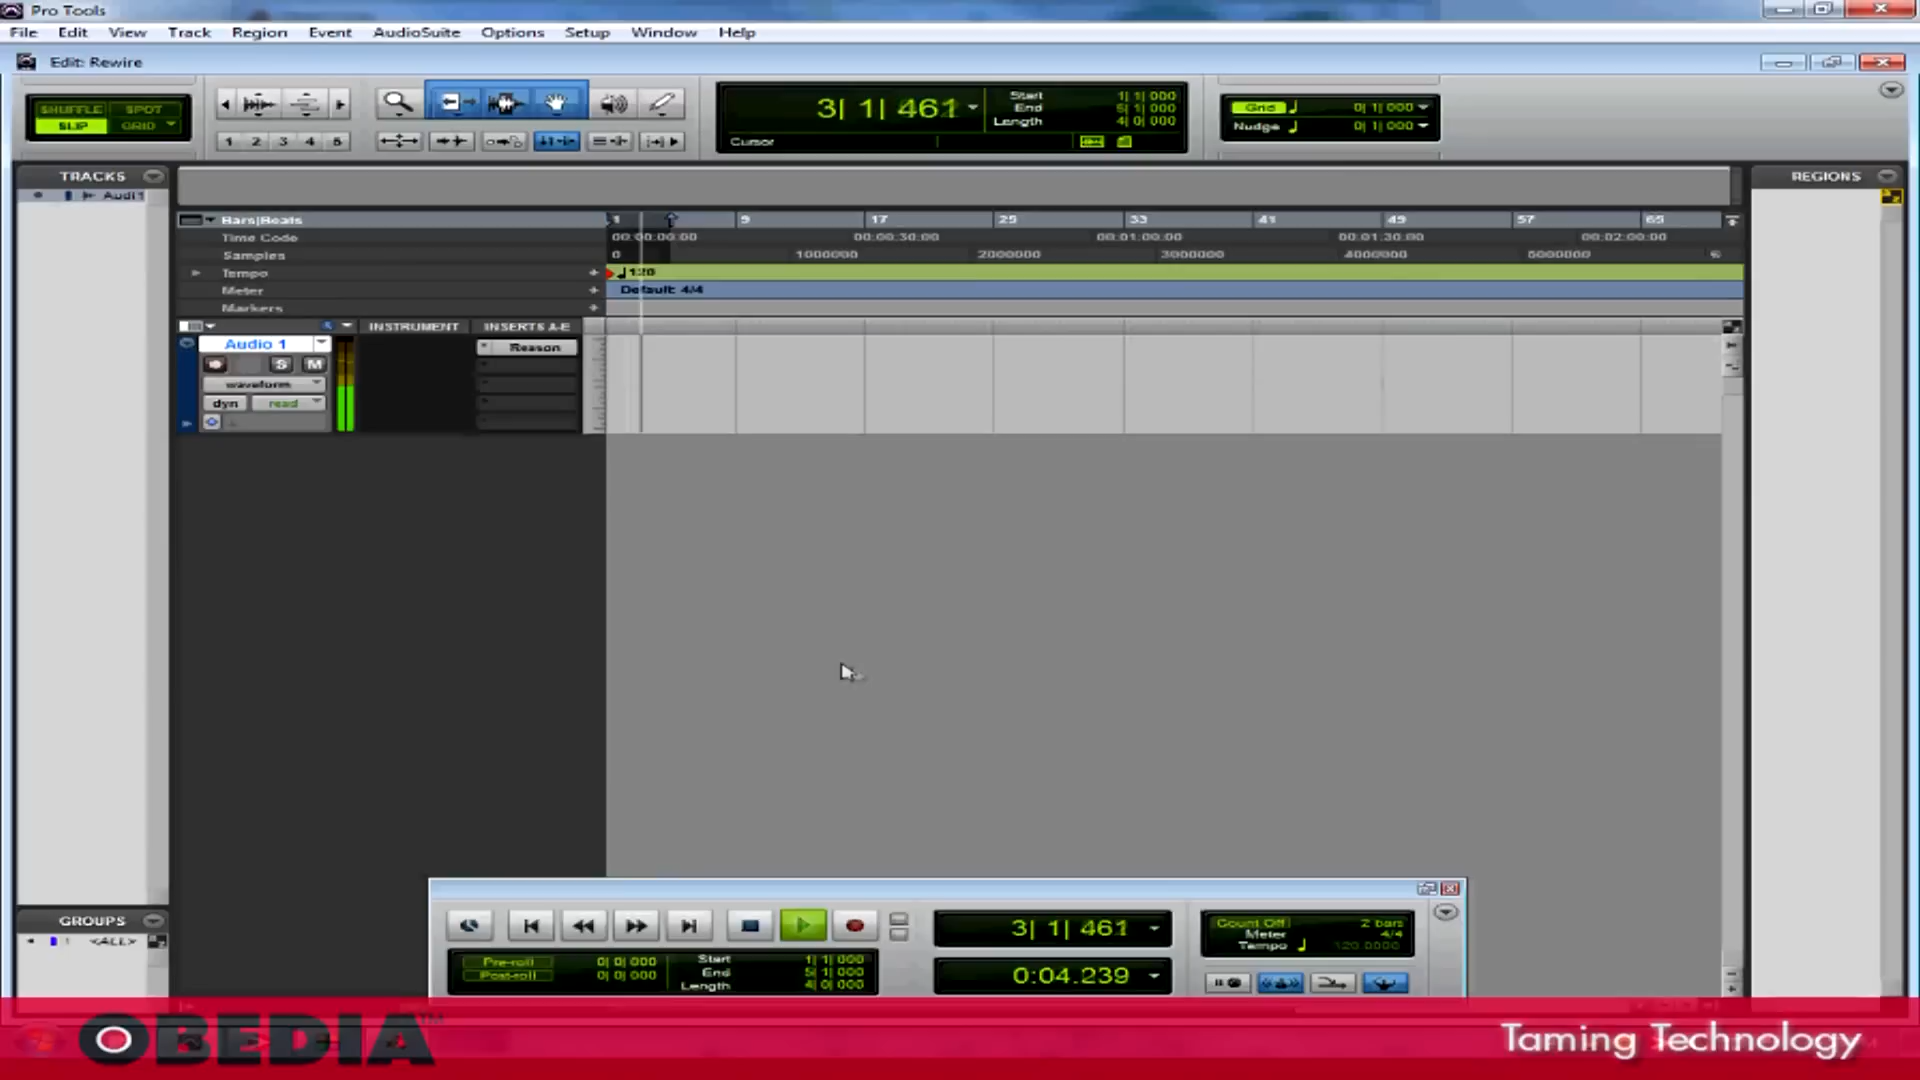 Pro Tools
File Edit View Track Region Event AudioSuite Options Setup Window Help
Edit: Rewire
SHUFFLE SPOT
SLIP GRID
1 2 3 4 5
3| 1| 461
Start 1| 1| 000
End 5| 1| 000
Length 4| 0| 000
Cursor
Grid 0| 1| 000
Nudge 0| 1| 000
TRACKS
Audi1
REGIONS
Bars|Beats 1 9 17 25 33 41 49 57 65
Time Code 00:00:00:00 00:00:30:00 00:01:00:00 00:01:30:00 00:02:00:00
Samples 0 1000000 2000000 3000000 4000000 5000000
Tempo 120
Meter Default: 4/4
Markers
INSTRUMENT INSERTS A-E
Audio 1
Reason
S M
waveform
dyn read
GROUPS
1 <ALL>
3| 1| 461
0:04.239
Pre-roll 0| 0| 000
Post-roll 0| 0| 000
Start 1| 1| 000
End 5| 1| 000
Length 4| 0| 000
Count Off 2 bars
Meter 4/4
Tempo 120.0000
OBEDIA™
Taming Technology